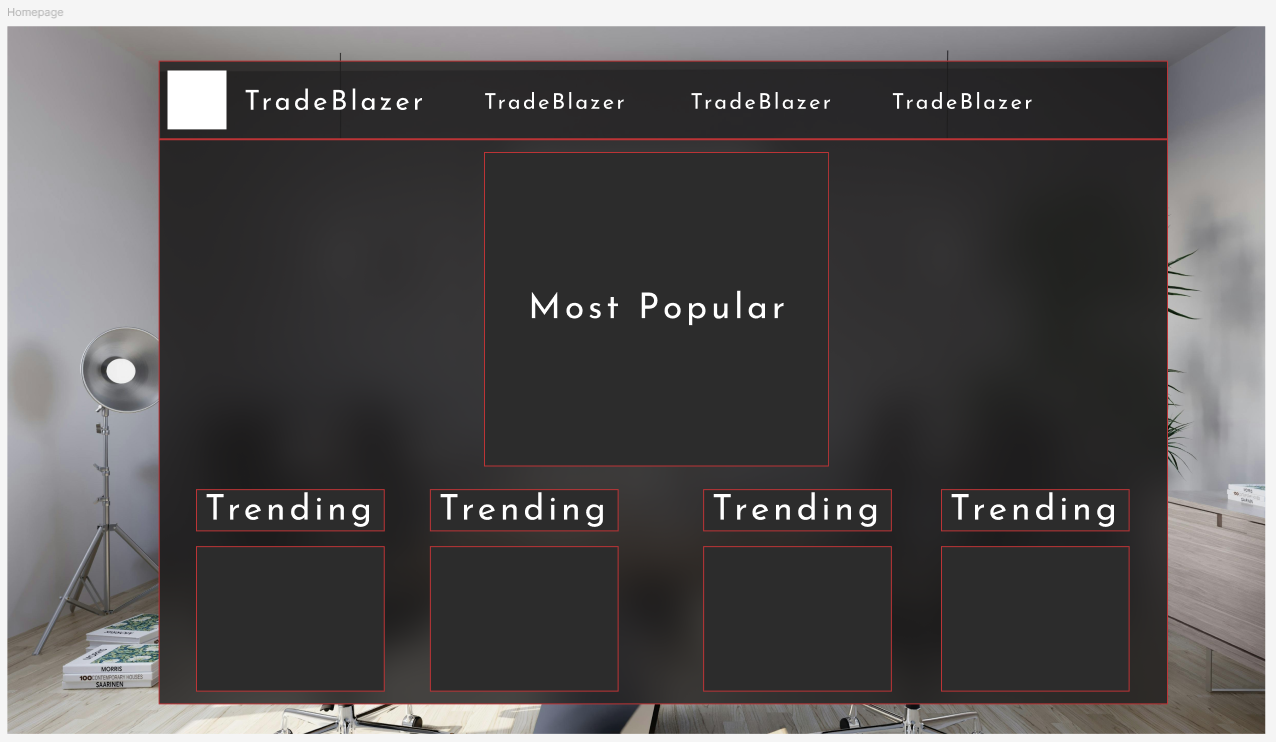 Homepage
TradeBlazer TradeBlazer TradeBlazer TradeBlazer
Most Popular
Trending Trending Trending Trending
MORRIS
100 CONTEMPORARY HOUSES
SAARINEN